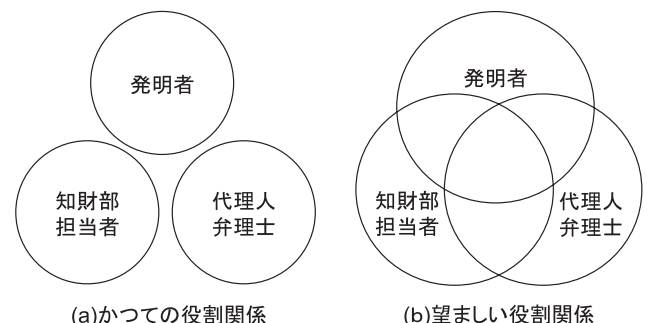 発明者
知財部
担当者
代理人
弁理士
(a)かつての役割関係
発明者
知財部
担当者
代理人
弁理士
(b)望ましい役割関係